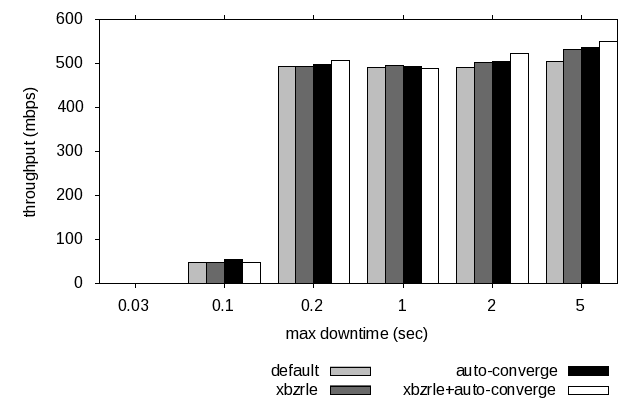 600
500
400
300
200
100
0
throughput (mbps)
0.03 0.1 0.2 1 2 5
max downtime (sec)
default auto-converge
xbzrle xbzrle+auto-converge